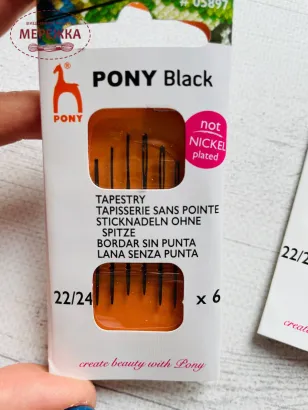 # 05897
МЕРЕЖКА
PONY Black
PONY
not
NICKEL
plated
TAPESTRY
TAPISSERIE SANS POINTE
STICKNADELN OHNE
SPITZE
BORDAR SIN PUNTA
LANA SENZA PUNTA
22/24 x 6
create beauty with Pony
22/2
create